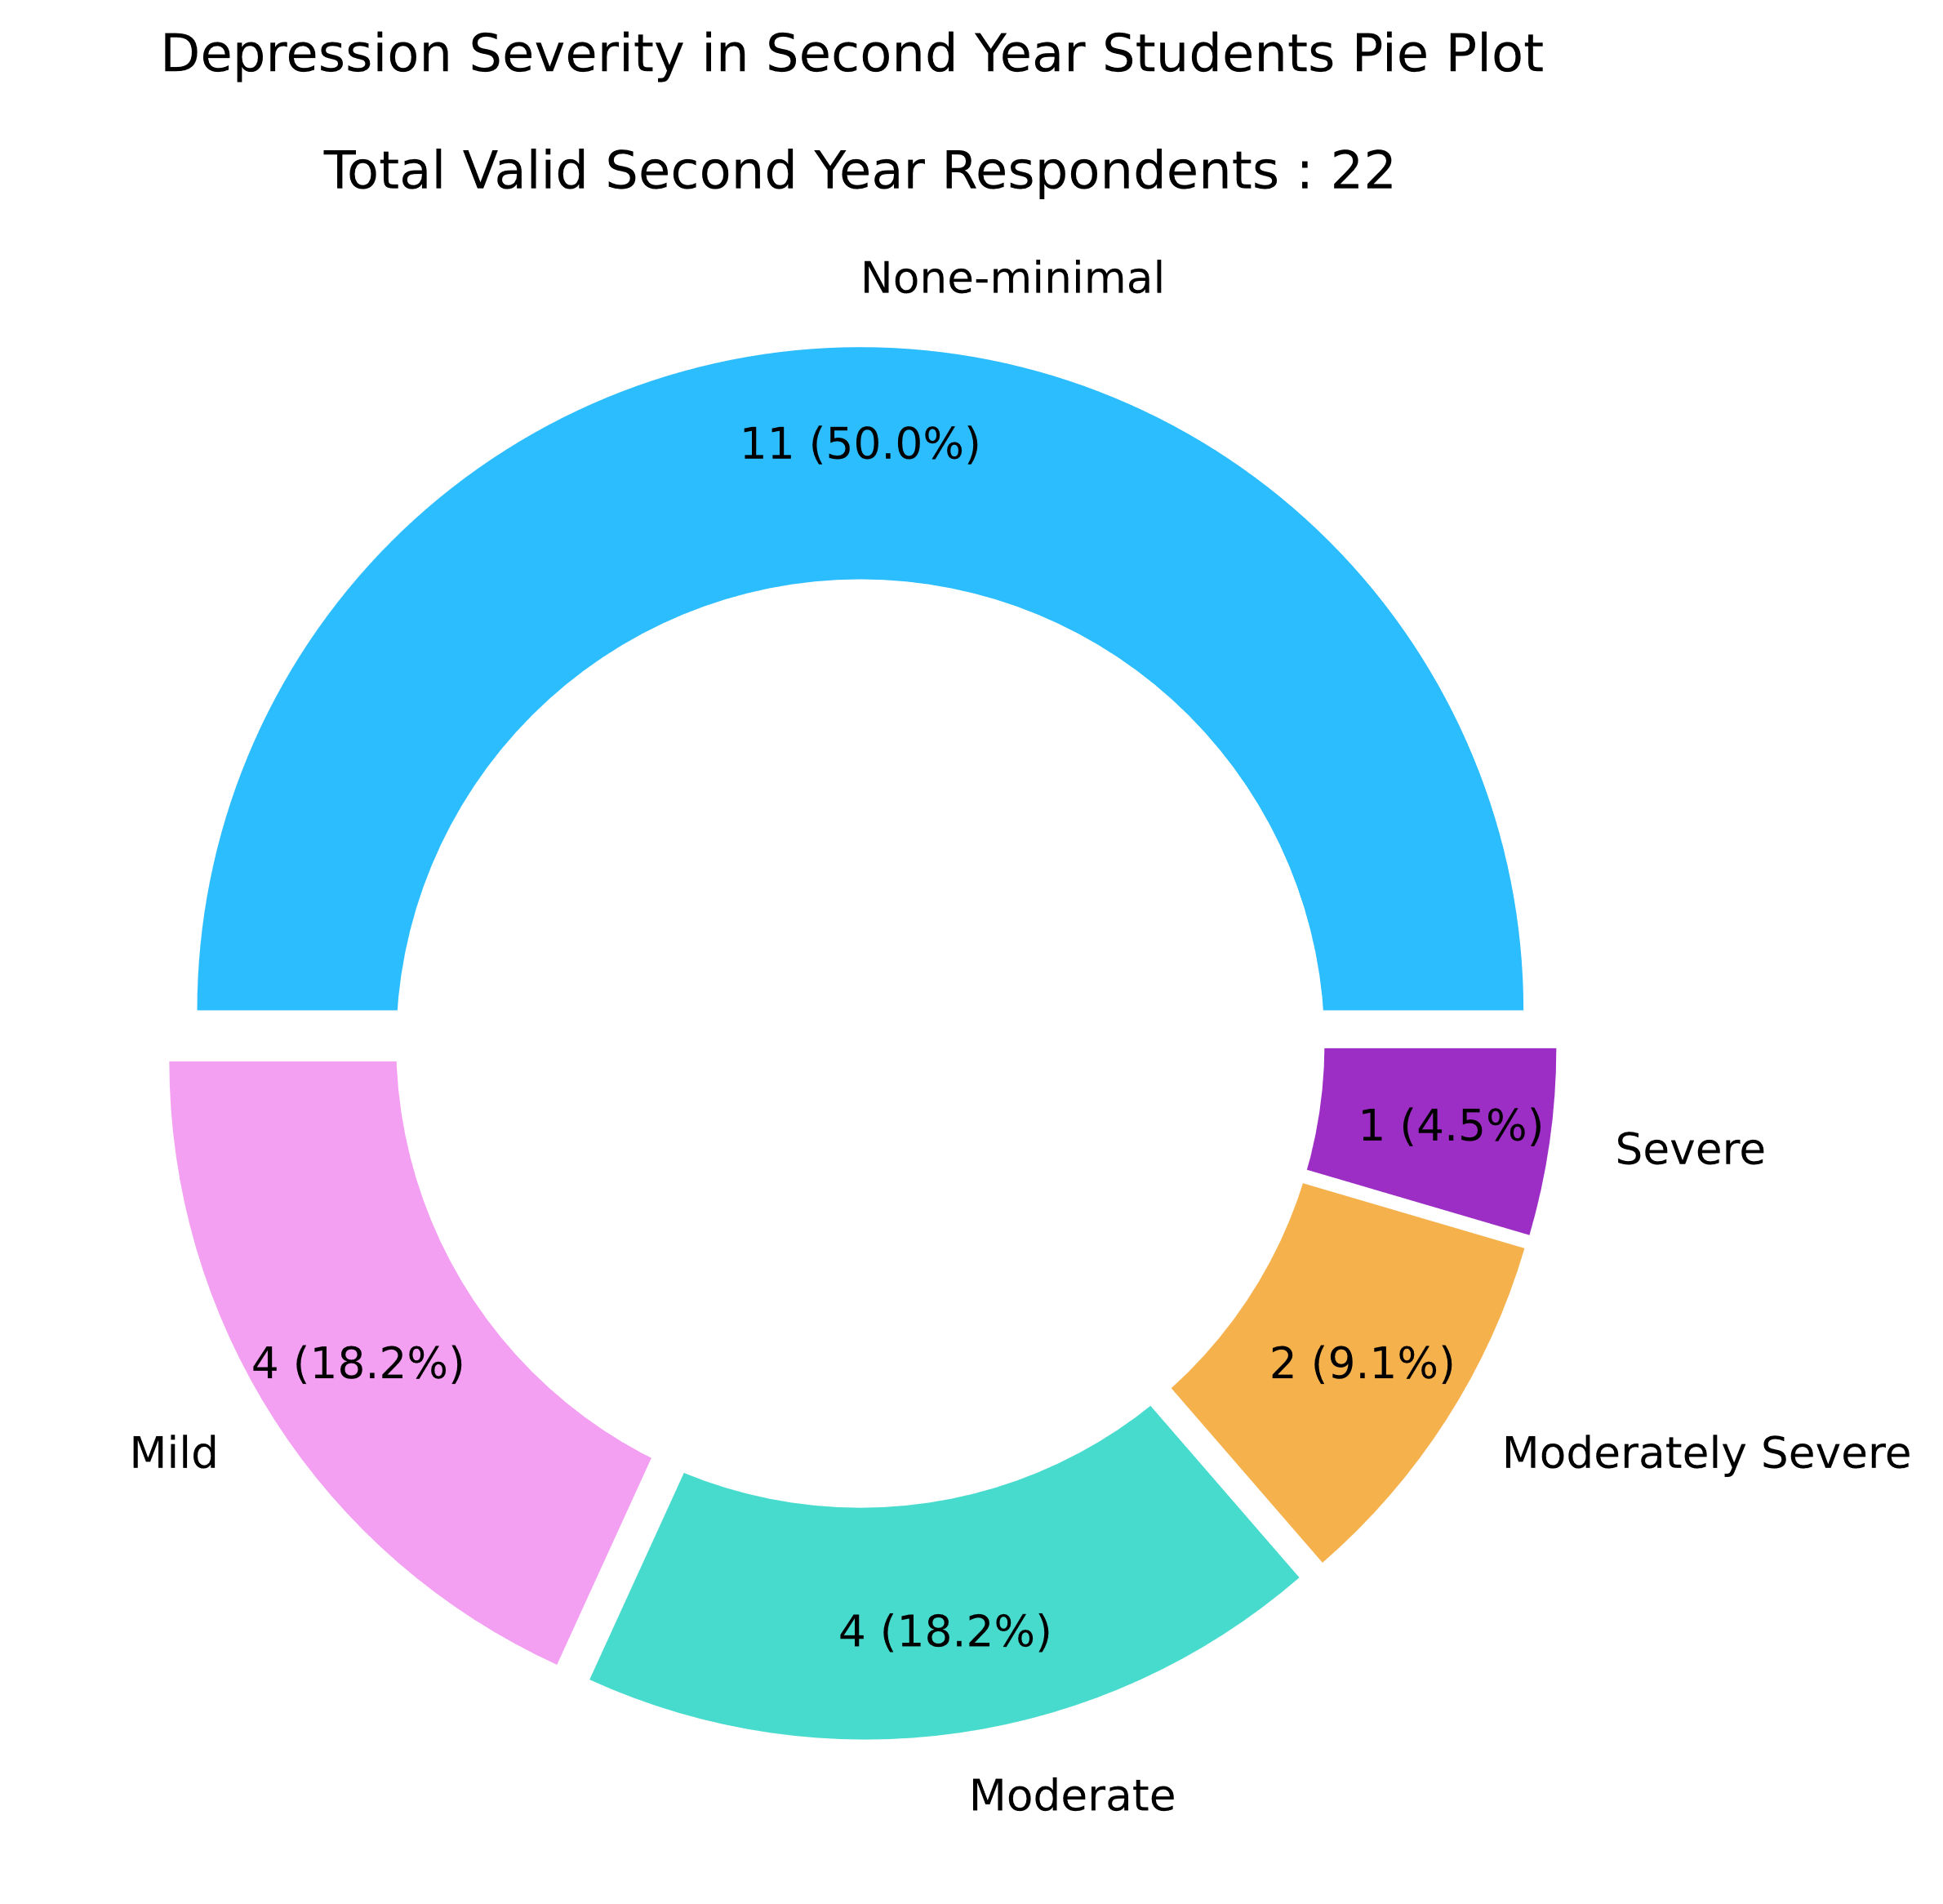 Depression Severity in Second Year Students Pie Plot
Total Valid Second Year Respondents : 22
None-minimal
11 (50.0%)
1 (4.5%)
Severe
4 (18.2%)
2 (9.1%)
Mild
Moderately Severe
4 (18.2%)
Moderate